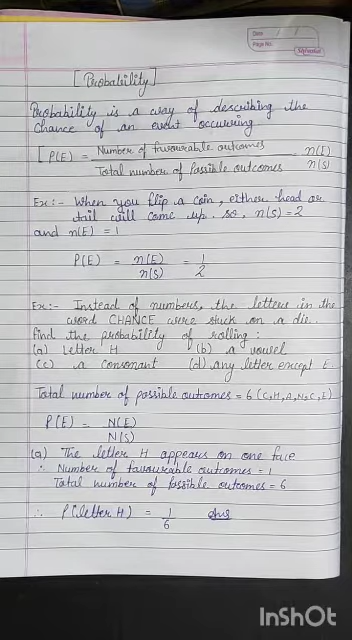 Date / /
Page No.
[Probability]
Probability is a way of describing the
chance of an event occurring
[P(E) = Number of favourable outcomes / Total number of Possible outcomes n(E)/n(S)
Ex:- When you flip a coin, either head or
tail will come up. so, n(S)=2
and n(E) = 1
P(E) = n(E)/n(S) = 1/2
Ex:- Instead of numbers, the letters in the
word CHANCE were stuck on a die.
find the probability of rolling:
(a) Letter H (b) a vowel
(c) a consonant (d) any letter except E.
Total number of possible outcomes = 6 (C,H,A,N,C,E)
P(E) = N(E)/N(S)
(a) The letter H appears on one face
∴ Number of favourable outcomes = 1
Total number of possible outcomes = 6
∴ P(letter H) = 1/6 Ans
InShOt